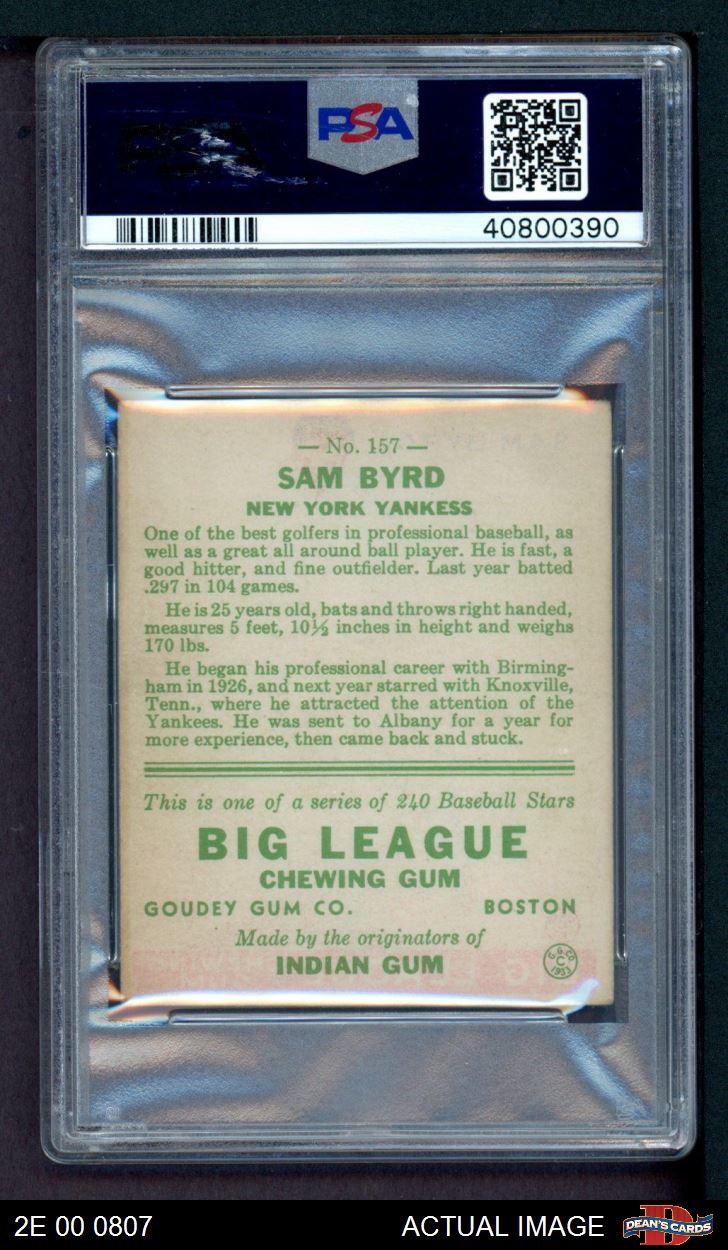 PSA
40800390
— No. 157 —
SAM BYRD
NEW YORK YANKESS
One of the best golfers in professional baseball, as
well as a great all around ball player. He is fast, a
good hitter, and fine outfielder. Last year batted
.297 in 104 games.
He is 25 years old, bats and throws right handed,
measures 5 feet, 10½ inches in height and weighs
170 lbs.
He began his professional career with Birming-
ham in 1926, and next year starred with Knoxville,
Tenn., where he attracted the attention of the
Yankees. He was sent to Albany for a year for
more experience, then came back and stuck.
This is one of a series of 240 Baseball Stars
BIG LEAGUE
CHEWING GUM
GOUDEY GUM CO. BOSTON
Made by the originators of
INDIAN GUM
G.G.CO.
C
1933
2E 00 0807 ACTUAL IMAGE DEAN'S CARDS